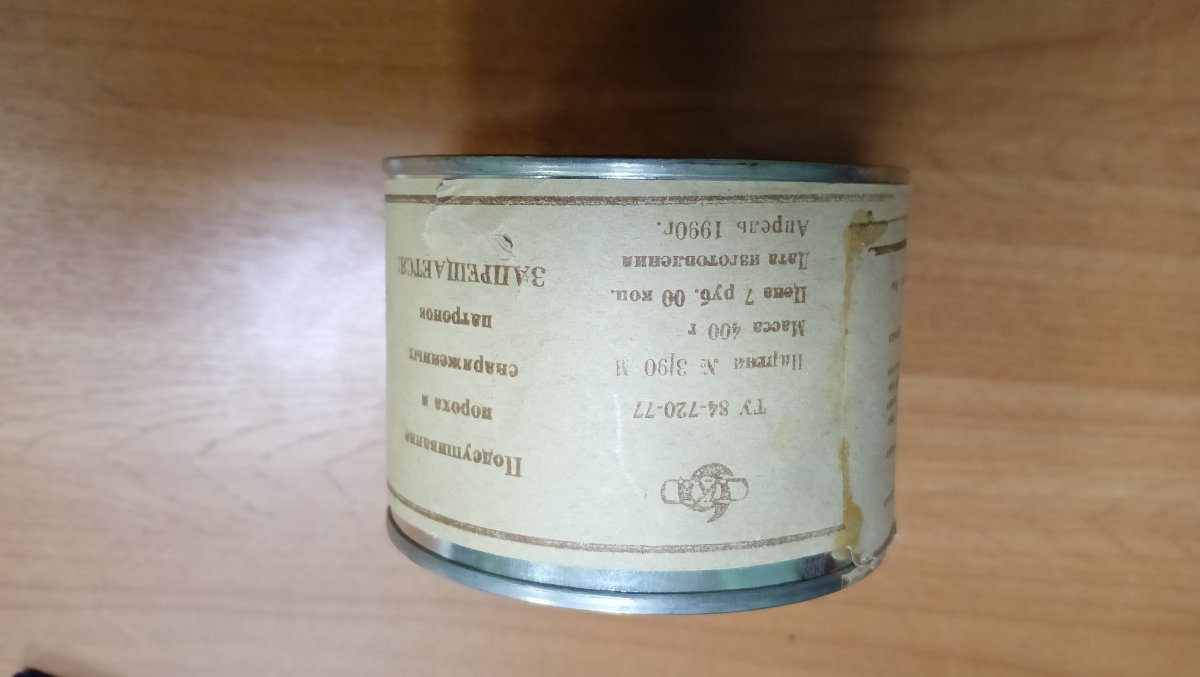 ТУ 84-720-77
Партия № 3/90 М
Масса 400 г
Цена 7 руб. 00 коп.
Дата изготовления
Апрель 1990г.
Подсушивание
пороха и
снаряженных
патронов
ЗАПРЕЩАЕТСЯ